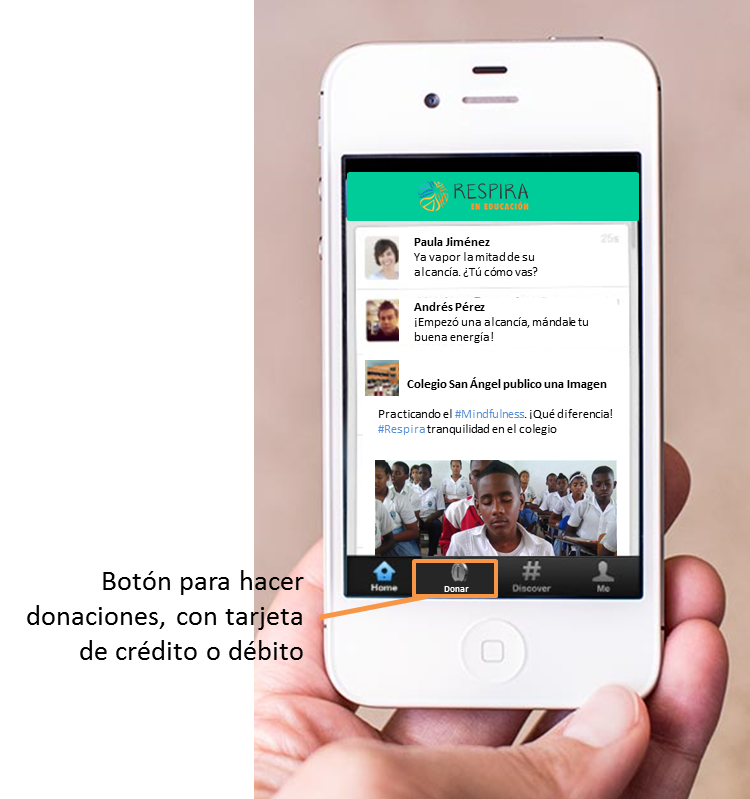 RESPIRA
EN EDUCACIÓN
Paula Jiménez
25s
Ya vapor la mitad de su
alcancía. ¿Tú cómo vas?
Andrés Pérez
¡Empezó una alcancía, mándale tu
buena energía!
Colegio San Ángel publico una Imagen
Practicando el #Mindfulness. ¡Qué diferencia!
#Respira tranquilidad en el colegio
Home
Donar
Discover
Me
Botón para hacer
donaciones, con tarjeta
de crédito o débito